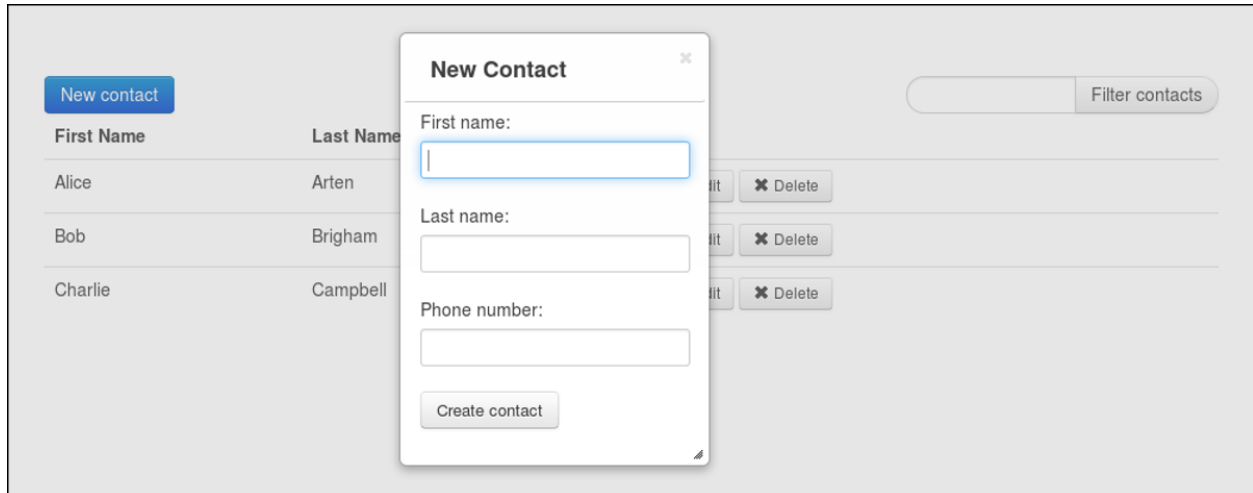 New Contact
New contact
Filter contacts
First Name Last Name
First name:
Alice Arten Delete
Last name:
Bob Brigham Delete
Charlie Campbell Delete
Phone number:
Create contact